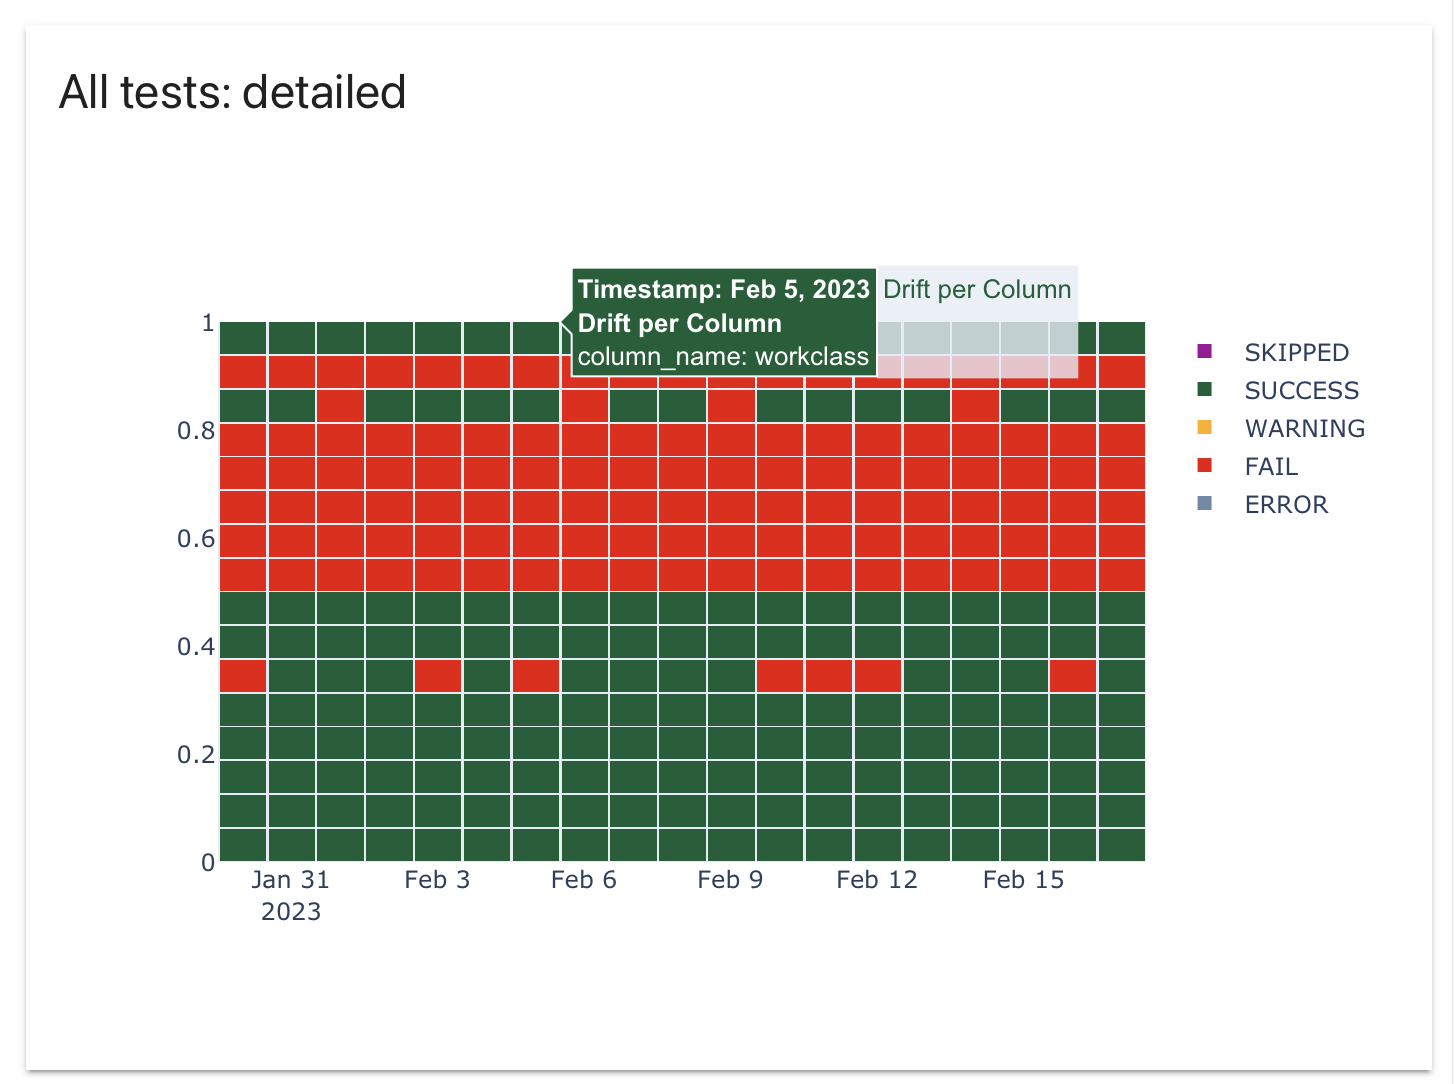 All tests: detailed
Timestamp: Feb 5, 2023
Drift per Column
column_name: workclass
Drift per Column
1
0.8
0.6
0.4
0.2
0
Jan 31
2023
Feb 3
Feb 6
Feb 9
Feb 12
Feb 15
SKIPPED
SUCCESS
WARNING
FAIL
ERROR